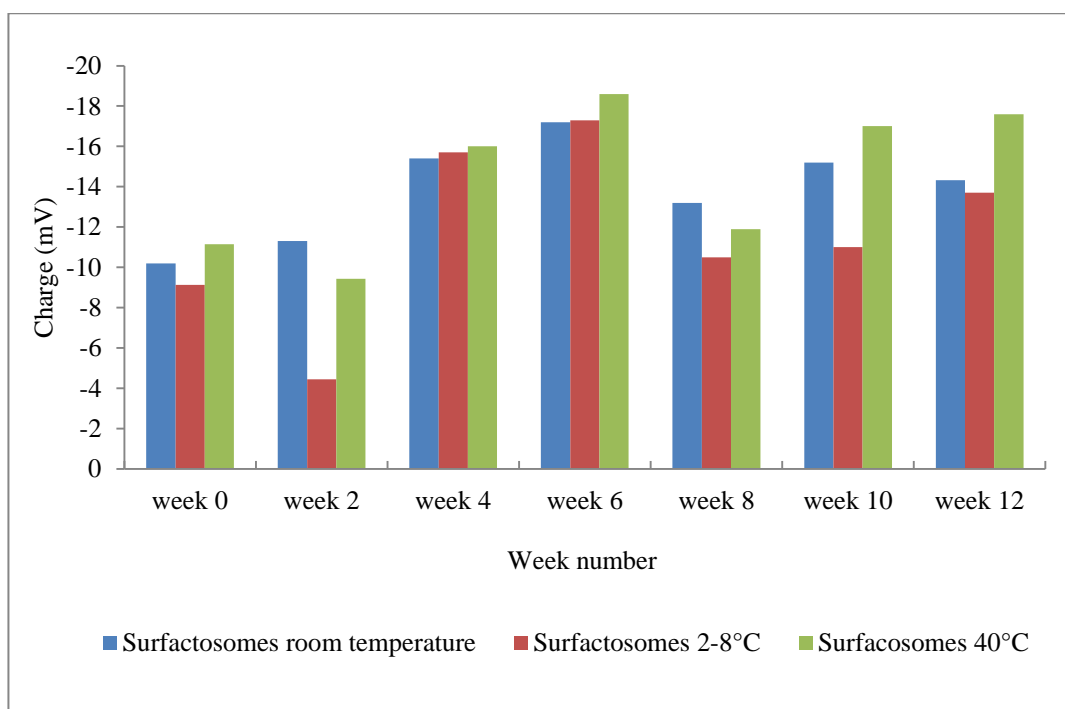 -20
-18
-16
-14
-12
-10
-8
-6
-4
-2
0
Charge (mV)
week 0 week 2 week 4 week 6 week 8 week 10 week 12
Week number
Surfactosomes room temperature Surfactosomes 2-8°C Surfacosomes 40°C